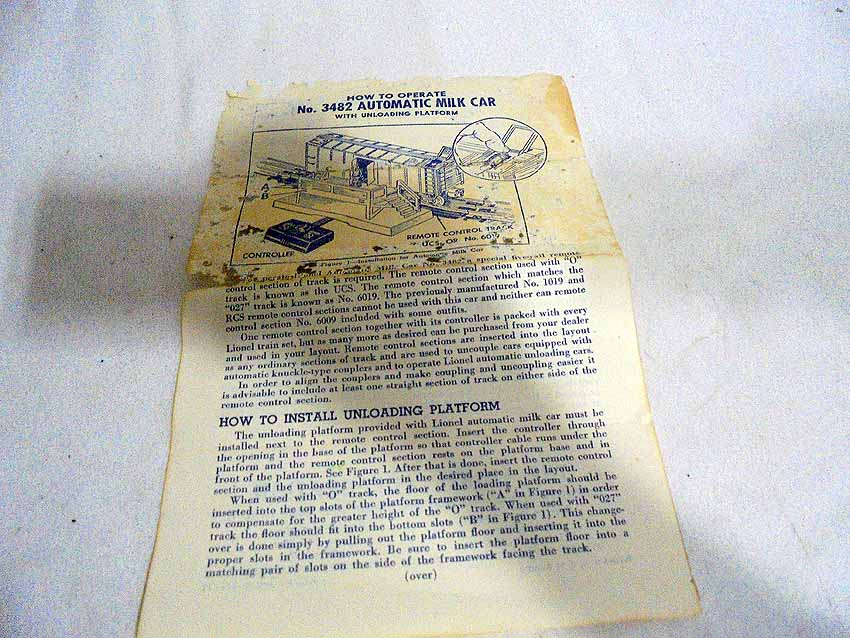 HOW TO OPERATE
No. 3482 AUTOMATIC MILK CAR
WITH UNLOADING PLATFORM
A
B
REMOTE CONTROL TRACK
UCS OR No. 6019
CONTROLLER
Figure 1—Installation for Automatic Milk Car
Automatic Milk Car No. 3482 a special five-rail remote
control section of track is required. The remote control section used with "O"
track is known as the UCS. The remote control section which matches the
"027" track is known as No. 6019. The previously manufactured No. 1019 and
RCS remote control sections cannot be used with this car and neither can remote
control section No. 6009 included with some outfits.
One remote control section together with its controller is packed with every
Lionel train set, but as many more as desired can be purchased from your dealer
and used in your layout. Remote control sections are inserted into the layout
as any ordinary sections of track and are used to uncouple cars equipped with
automatic knuckle-type couplers and to operate Lionel automatic unloading cars.
In order to align the couplers and make coupling and uncoupling easier it
is advisable to include at least one straight section of track on either side of the
remote control section.
HOW TO INSTALL UNLOADING PLATFORM
The unloading platform provided with Lionel automatic milk car must be
installed next to the remote control section. Insert the controller through
the opening in the base of the platform so that controller cable runs under the
platform and the remote control section rests on the platform base and in
front of the platform. See Figure 1. After that is done, insert the remote control
section and the unloading platform in the desired place in the layout.
When used with "O" track, the floor of the loading platform should be
inserted into the top slots of the platform framework ("A" in Figure 1) in order
to compensate for the greater height of the "O" track. When used with "027"
track the floor should fit into the bottom slots ("B" in Figure 1). This change-
over is done simply by pulling out the platform floor and inserting it into the
proper slots in the framework. Be sure to insert the platform floor into a
matching pair of slots on the side of the framework facing the track.
(over)